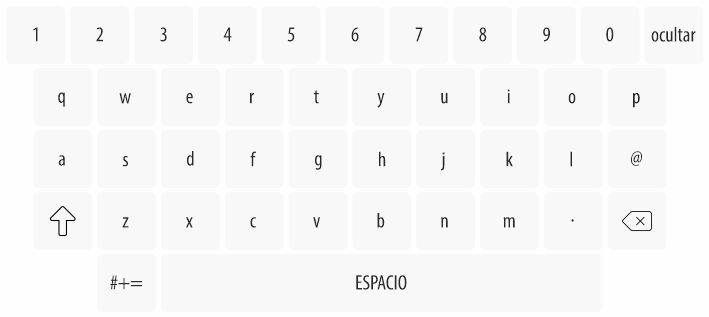 1 2 3 4 5 6 7 8 9 0 ocultar
q w e r t y u i o p
a s d f g h j k l @
z x c v b n m ·
#+= ESPACIO